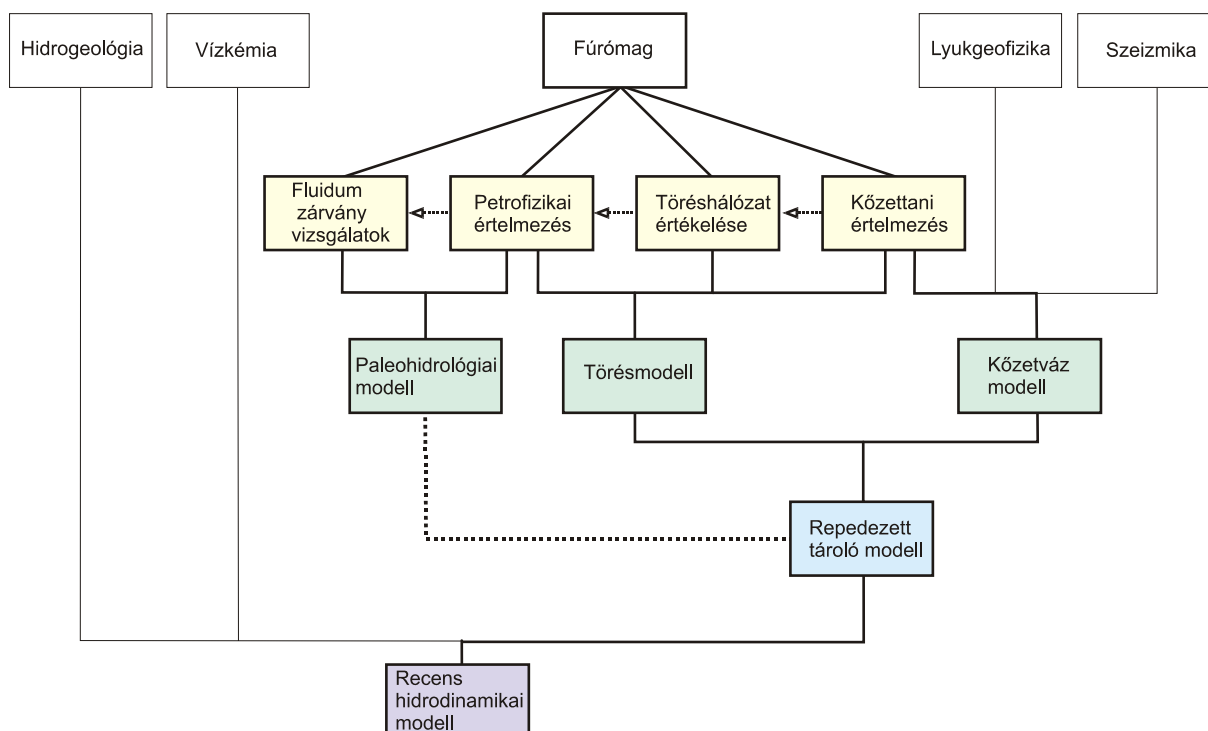 Hidrogeológia
Vízkémia
Fúrómag
Lyukgeofizika
Szeizmika
Fluidum
zárvány
vizsgálatok
Petrofizikai
értelmezés
Töréshálózat
értékelése
Kőzettani
értelmezés
Paleohidrológiai
modell
Törésmodell
Kőzetváz
modell
Repedezett
tároló modell
Recens
hidrodinamikai
modell